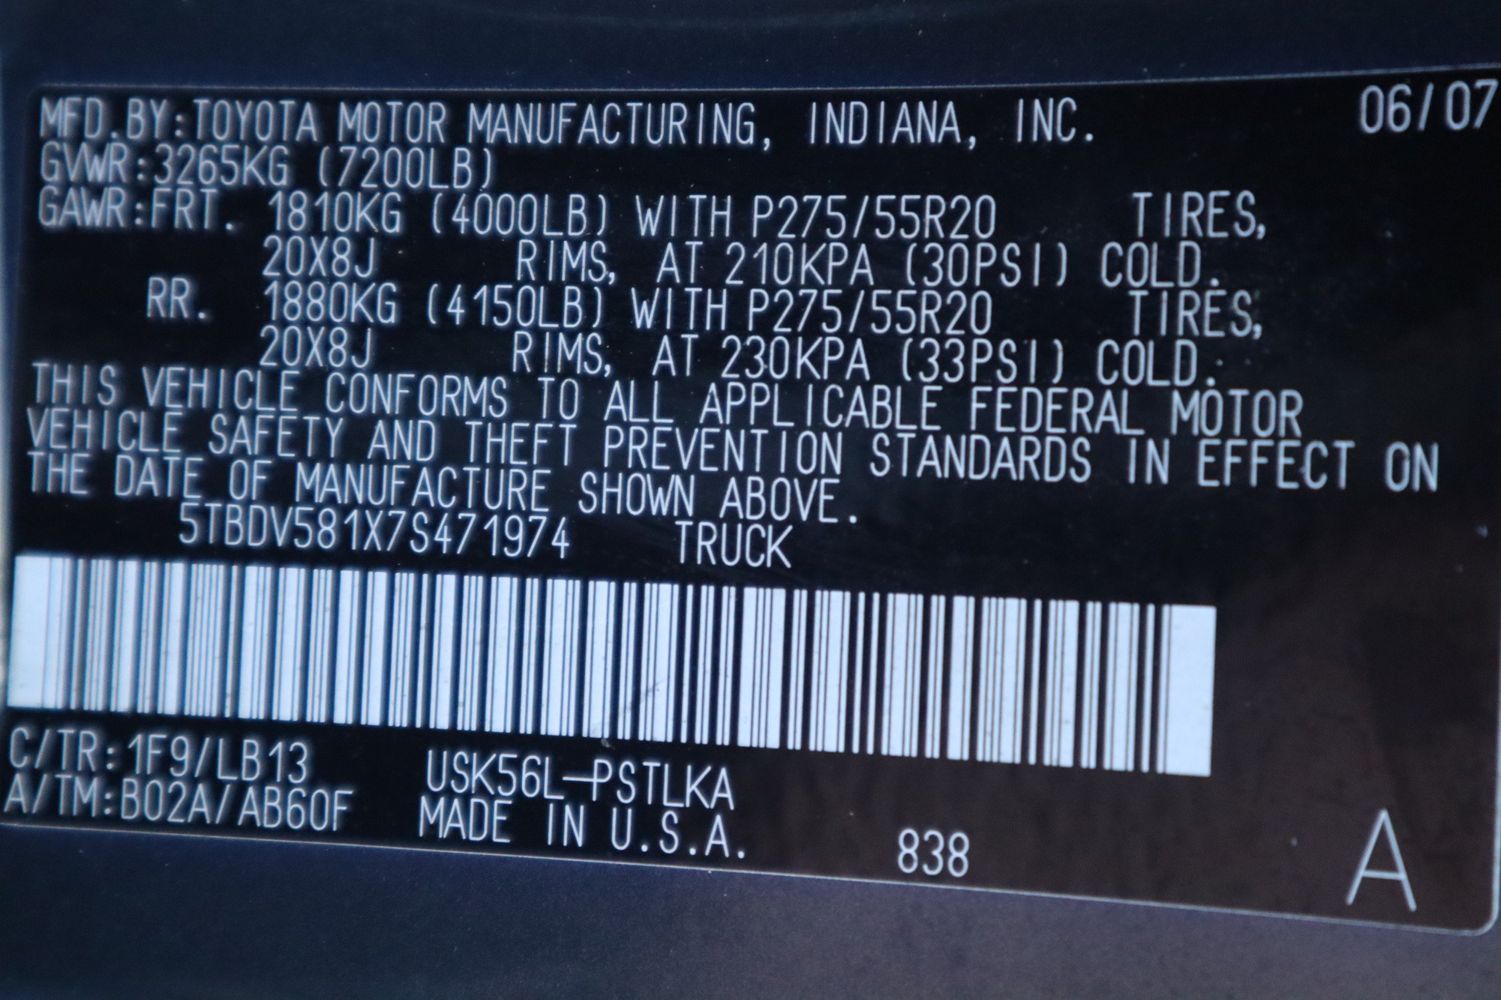 MFD.BY:TOYOTA MOTOR MANUFACTURING, INDIANA, INC. 06/07
GVWR:3265KG (7200LB)
GAWR:FRT. 1810KG (4000LB) WITH P275/55R20 TIRES,
20X8J RIMS, AT 210KPA (30PSI) COLD.
RR. 1880KG (4150LB) WITH P275/55R20 TIRES,
20X8J RIMS, AT 230KPA (33PSI) COLD.
THIS VEHICLE CONFORMS TO ALL APPLICABLE FEDERAL MOTOR
VEHICLE SAFETY AND THEFT PREVENTION STANDARDS IN EFFECT ON
THE DATE OF MANUFACTURE SHOWN ABOVE.
5TBDV581X7S471974 TRUCK
C/TR:1F9/LB13 USK56L-PSTLKA
A/TM:B02A/AB60F MADE IN U.S.A. 838 A